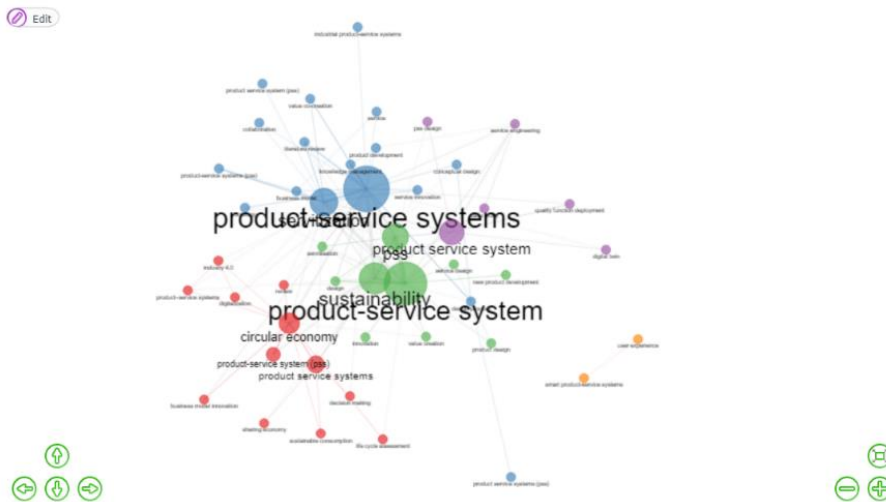 Edit
industrial product-service systems
product service system (pss)
value cocreation
service
collaboration
pss design
service engineering
literature review
product development
knowledge management
conceptual design
product-service systems (pss)
business model
service innovation
quality function deployment
product-service systems
servitization
product service system
pss
digital twin
industry 4.0
service design
new product development
design
review
product-service systems
digitalization
sustainability
product-service system
circular economy
innovation
value creation
product design
user experience
product-service system (pss)
product service systems
smart product-service systems
business model innovation
decision making
sharing economy
sustainable consumption
life cycle assessment
product service systems (pss)